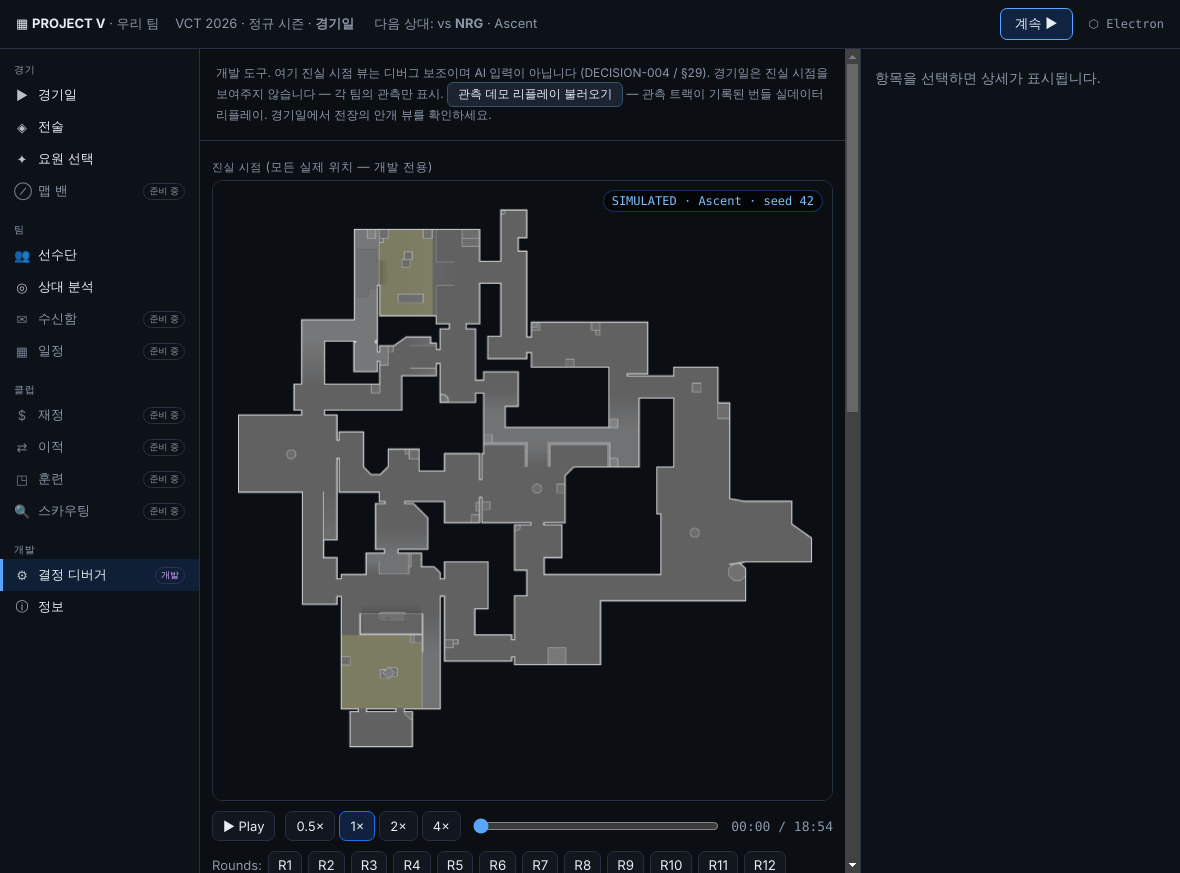 PROJECT V · 우리 팀 VCT 2026 · 정규 시즌 · 경기일 다음 상대: vs NRG · Ascent 계속 ▶ Electron
경기
▶ 경기일
전술
요원 선택
맵 밴 준비 중
팀
선수단
상대 분석
수신함 준비 중
일정 준비 중
클럽
$ 재정 준비 중
이적 준비 중
훈련 준비 중
스카우팅 준비 중
개발
결정 디버거 개발
정보
개발 도구. 여기 진실 시점 뷰는 디버그 보조이며 AI 입력이 아닙니다 (DECISION-004 / §29). 경기일은 진실 시점을
보여주지 않습니다 — 각 팀의 관측만 표시. 관측 데모 리플레이 불러오기 — 관측 트랙이 기록된 번들 실데이터
리플레이. 경기일에서 전장의 안개 뷰를 확인하세요.
진실 시점 (모든 실제 위치 — 개발 전용)
SIMULATED · Ascent · seed 42
▶ Play 0.5× 1× 2× 4× 00:00 / 18:54
Rounds: R1 R2 R3 R4 R5 R6 R7 R8 R9 R10 R11 R12
항목을 선택하면 상세가 표시됩니다.